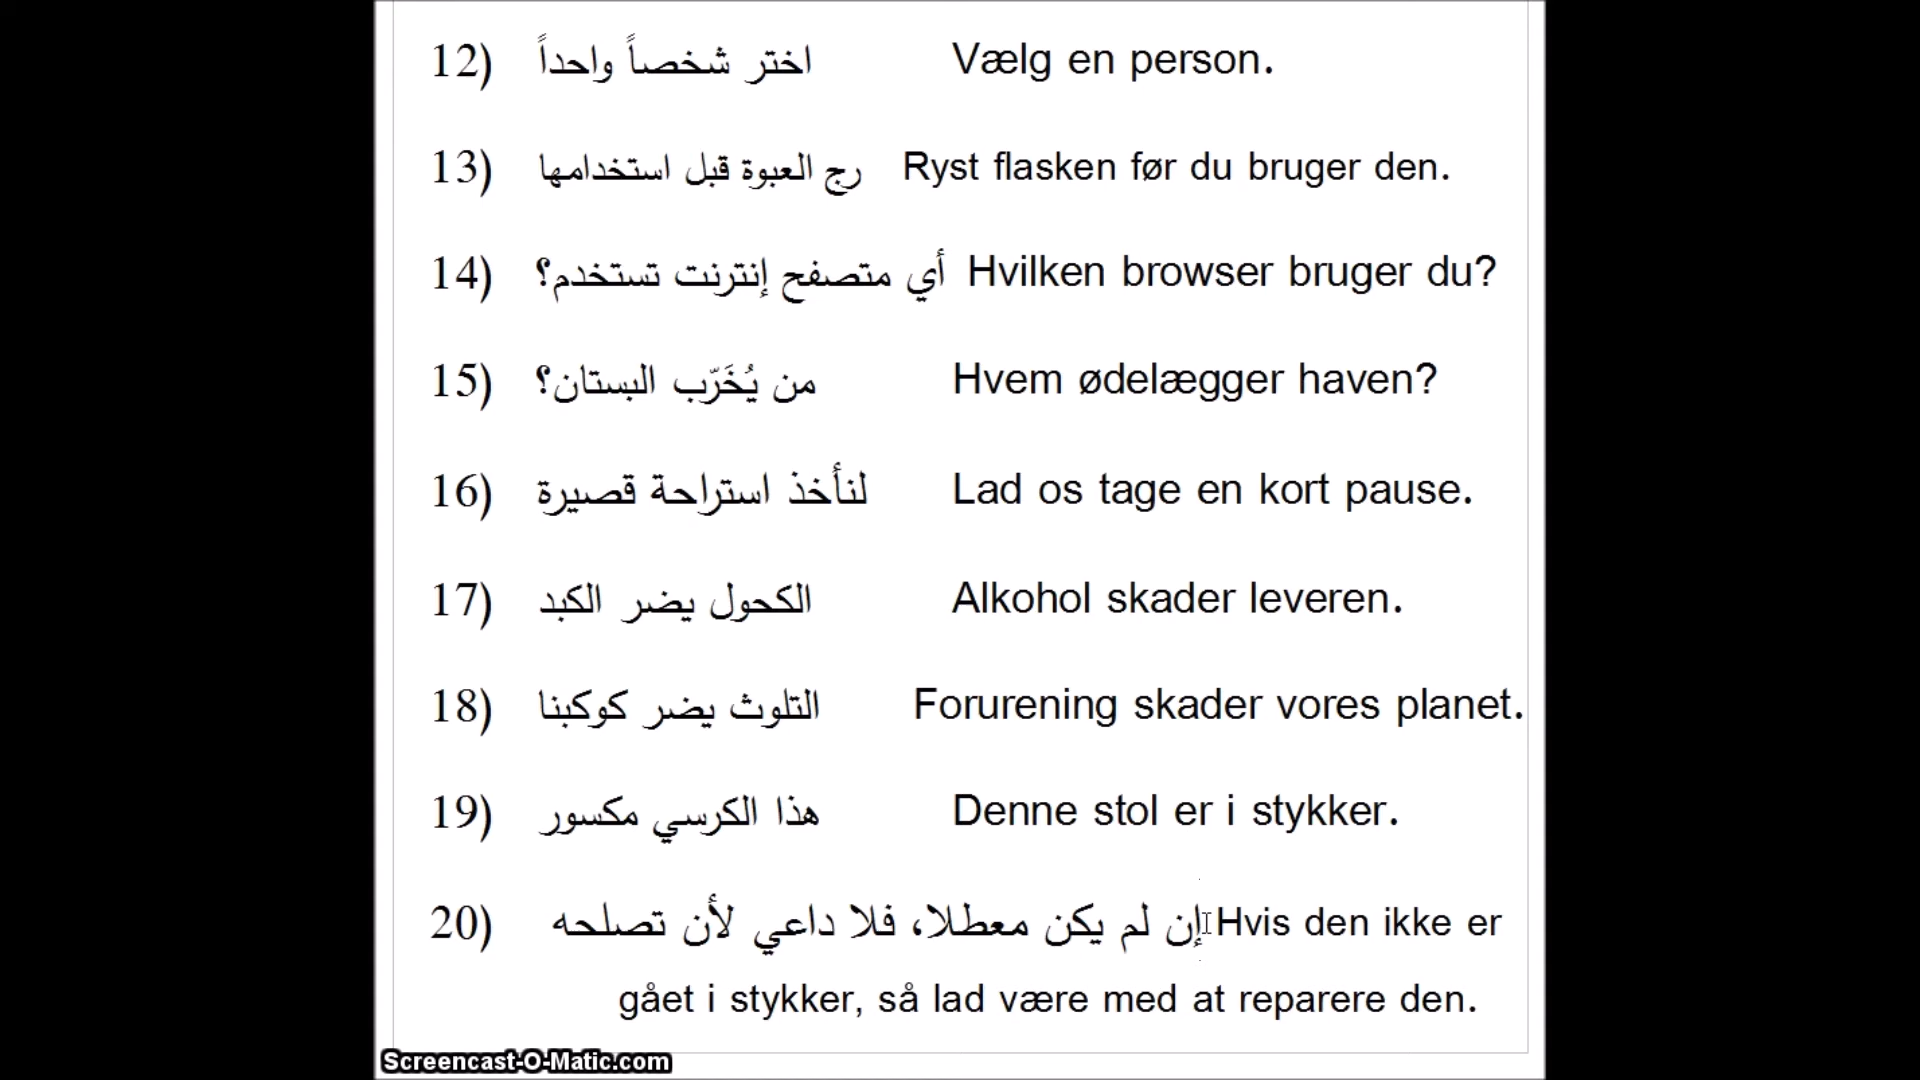 12) اختر شخصاً واحداً Vælg en person.
13) رج العبوة قبل استخدامها Ryst flasken før du bruger den.
14) أي متصفح إنترنت تستخدم؟ Hvilken browser bruger du?
15) من يُخَرّب البستان؟ Hvem ødelægger haven?
16) لنأخذ استراحة قصيرة Lad os tage en kort pause.
17) الكحول يضر الكبد Alkohol skader leveren.
18) التلوث يضر كوكبنا Forurening skader vores planet.
19) هذا الكرسي مكسور Denne stol er i stykker.
20) إن لم يكن معطلا، فلا داعي لأن تصلحه Hvis den ikke er
gået i stykker, så lad være med at reparere den.
Screencast-O-Matic.com